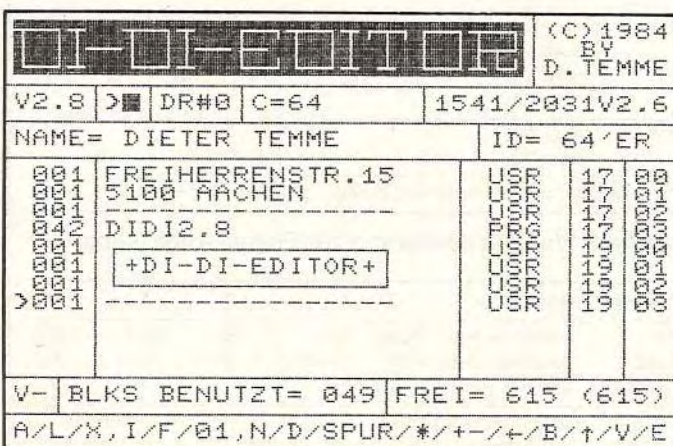 DI-DI-EDITOR
(C)1984
BY
D.TEMME
V2.8 > DR#0 C=64 1541/2031V2.6
NAME= DIETER TEMME ID= 64'ER
001 FREIHERRENSTR.15 USR 17 00
001 5100 AACHEN USR 17 01
001 ----------------- USR 17 02
042 DIDI2.8 PRG 17 03
001 USR 19 00
001 +DI-DI-EDITOR+ USR 19 01
001 USR 19 02
>001 ----------------- USR 19 03
V- BLKS BENUTZT= 049 FREI= 615 (615)
A/L/X,I/F/01,N/D/SPUR/*/+-/←/B/↑/V/E